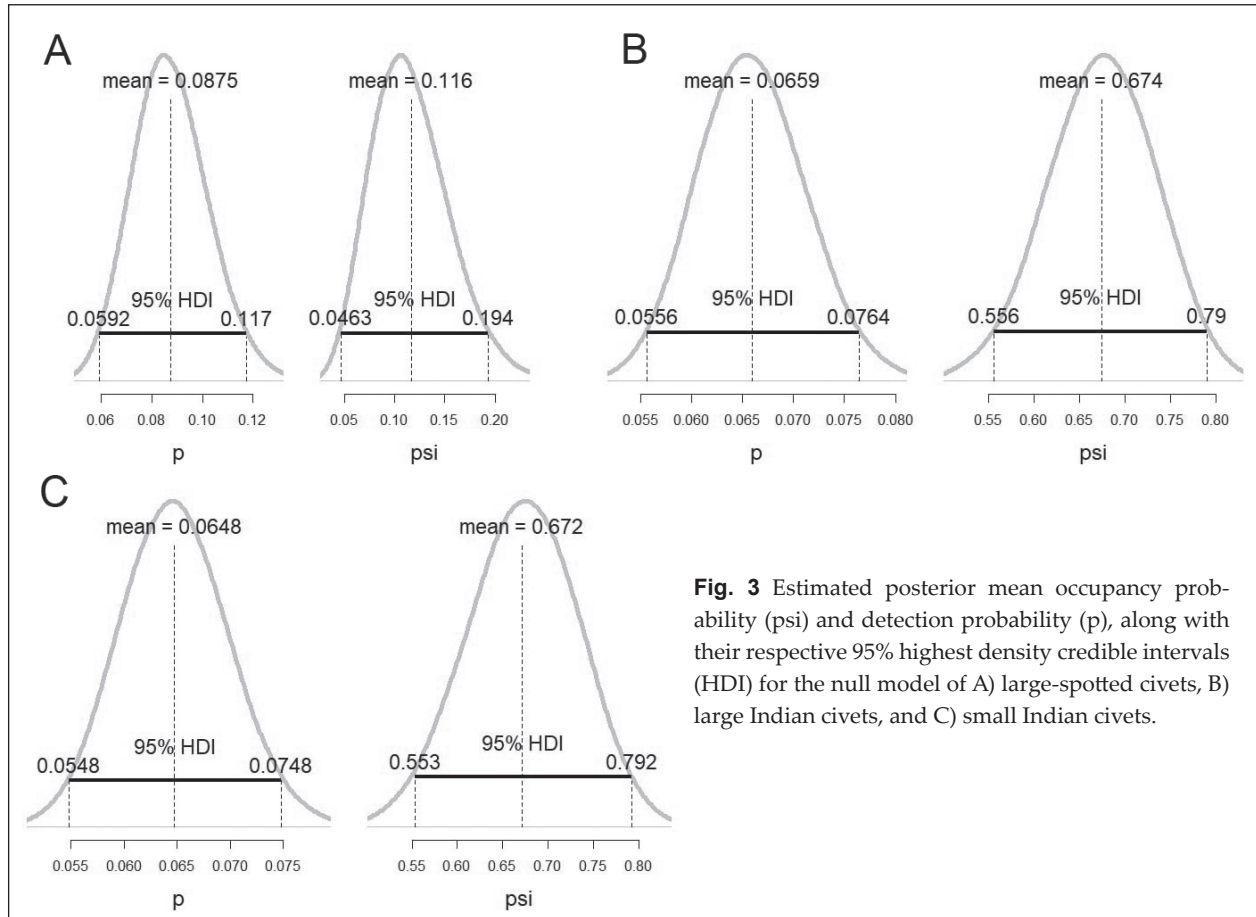 A
mean = 0.0875
95% HDI
0.0592 0.117
0.06 0.08 0.10 0.12
p
mean = 0.116
95% HDI
0.0463 0.194
0.05 0.10 0.15 0.20
psi
B
mean = 0.0659
95% HDI
0.0556 0.0764
0.055 0.060 0.065 0.070 0.075 0.080
p
mean = 0.674
95% HDI
0.556 0.79
0.55 0.60 0.65 0.70 0.75 0.80
psi
C
mean = 0.0648
95% HDI
0.0548 0.0748
0.055 0.060 0.065 0.070 0.075
p
mean = 0.672
95% HDI
0.553 0.792
0.55 0.60 0.65 0.70 0.75 0.80
psi
Fig. 3 Estimated posterior mean occupancy prob-
ability (psi) and detection probability (p), along with
their respective 95% highest density credible intervals
(HDI) for the null model of A) large-spotted civets, B)
large Indian civets, and C) small Indian civets.